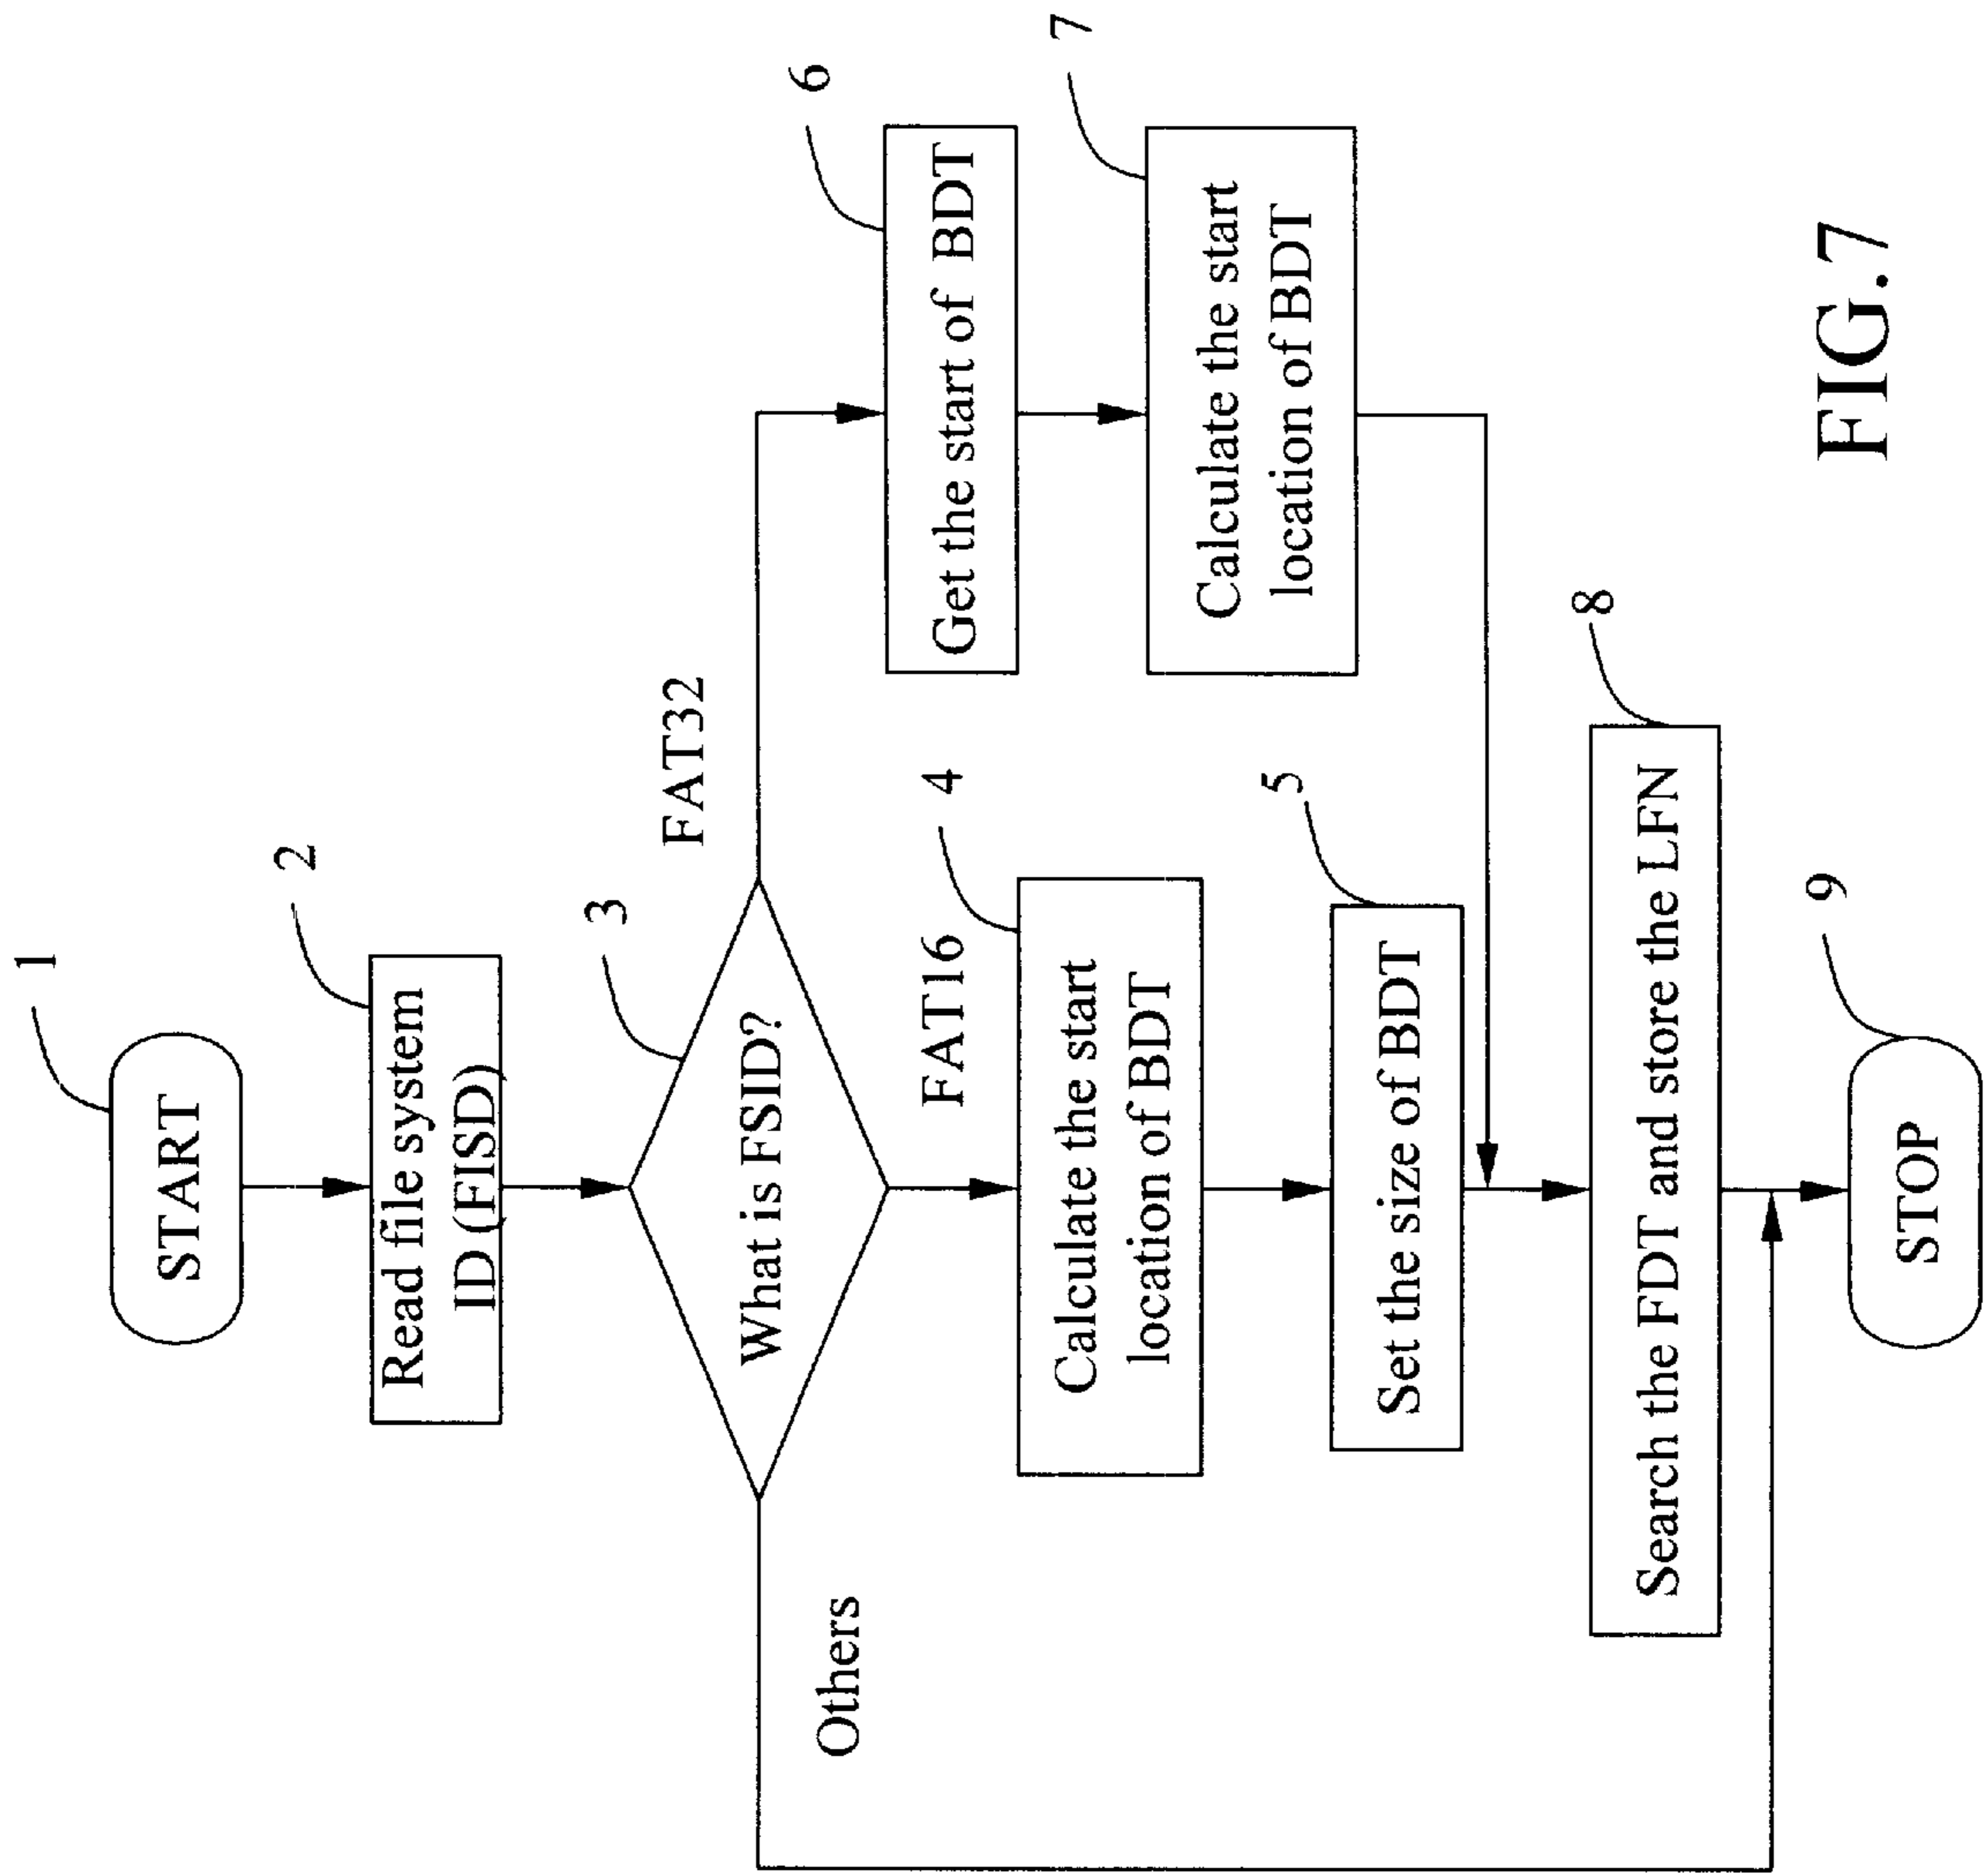 1
START
2
Read file system
ID (FISD)
3
What is FSID?
FAT32
FAT16
Others
4
Calculate the start
location of BDT
5
Set the size of BDT
6
Get the start of BDT
7
Calculate the start
location of BDT
8
Search the FDT and store the LFN
9
STOP
FIG.7